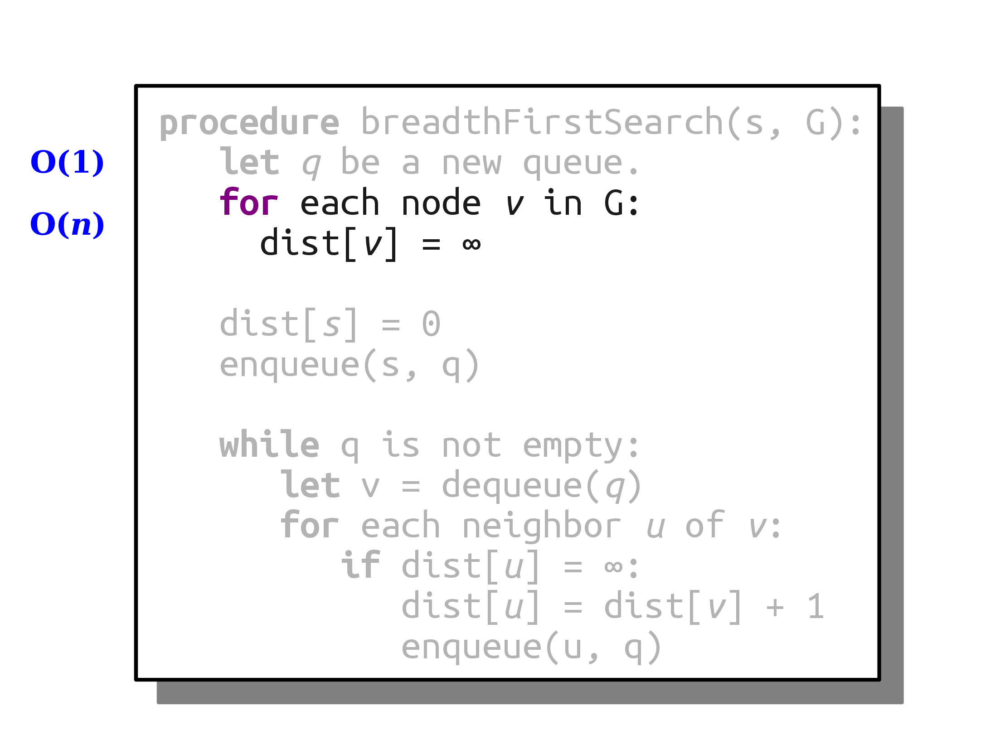 procedure breadthFirstSearch(s, G):
O(1)
let q be a new queue.
for each node v in G:
O(n)
dist[v] = ∞
dist[s] = 0
enqueue(s, q)
while q is not empty:
let v = dequeue(q)
for each neighbor u of v:
if dist[u] = ∞:
dist[u] = dist[v] + 1
enqueue(u, q)